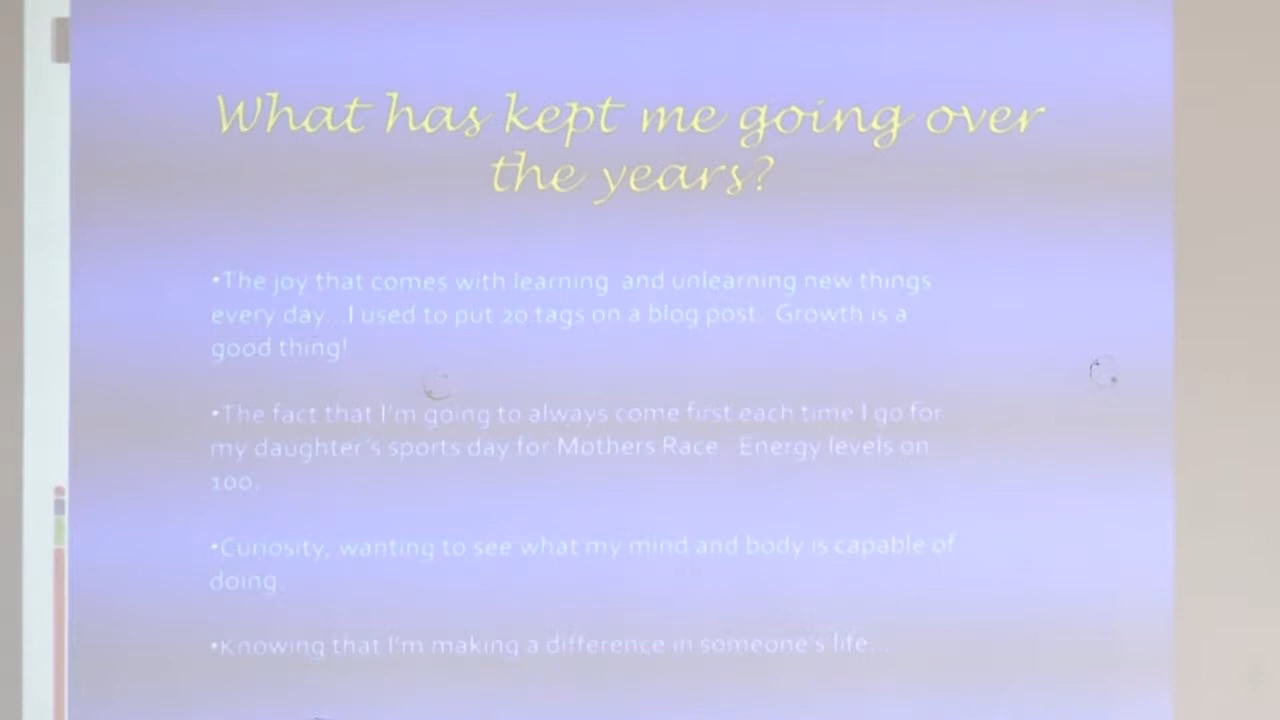 What has kept me going over
the years?
•The joy that comes with learning and unlearning new things
every day...I used to put 20 tags on a blog post. Growth is a
good thing!
•The fact that I'm going to always come first each time I go for
my daughter's sports day for Mothers Race Energy levels on
100.
•Curiosity, wanting to see what my mind and body is capable of
doing.
•Knowing that I'm making a difference in someone's life...